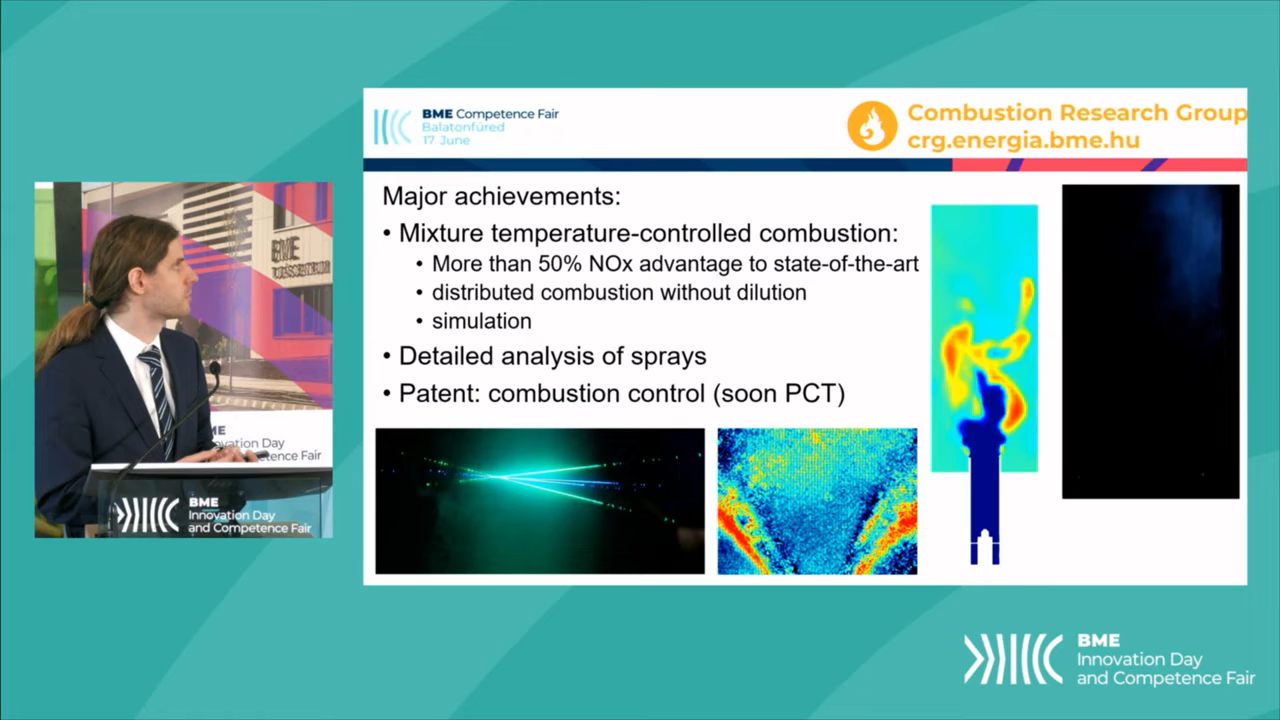 BME Competence Fair
Balatonfüred
17 June
Combustion Research Group
crg.energia.bme.hu
Major achievements:
• Mixture temperature-controlled combustion:
• More than 50% NOx advantage to state-of-the-art
• distributed combustion without dilution
• simulation
• Detailed analysis of sprays
• Patent: combustion control (soon PCT)
BME
Innovation Day
and Competence Fair
BME
Innovation Day
and Competence Fair